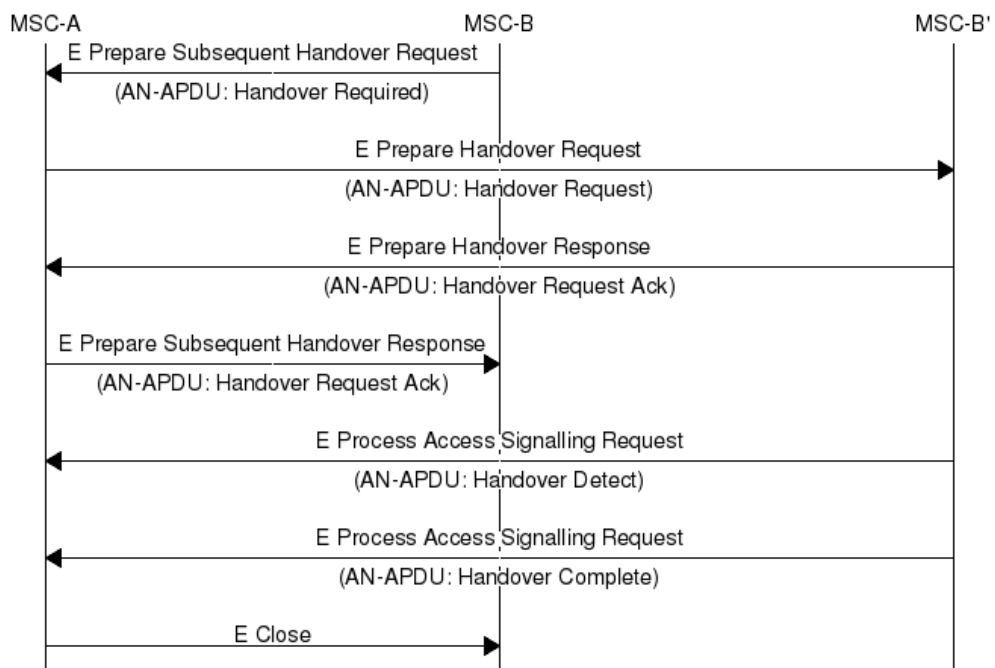 MSC-A MSC-B MSC-B'
E Prepare Subsequent Handover Request
(AN-APDU: Handover Required)
E Prepare Handover Request
(AN-APDU: Handover Request)
E Prepare Handover Response
(AN-APDU: Handover Request Ack)
E Prepare Subsequent Handover Response
(AN-APDU: Handover Request Ack)
E Process Access Signalling Request
(AN-APDU: Handover Detect)
E Process Access Signalling Request
(AN-APDU: Handover Complete)
E Close